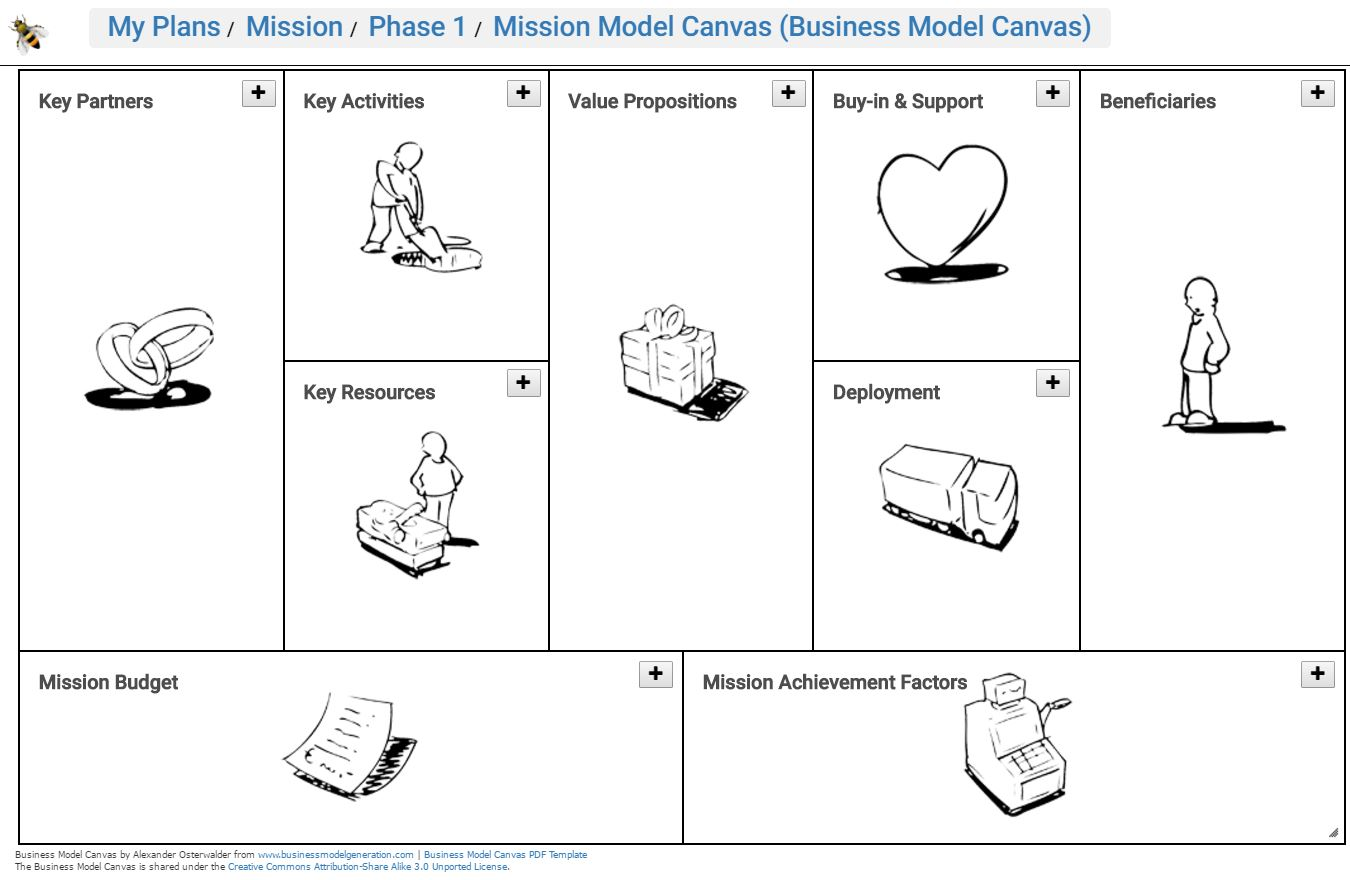 My Plans / Mission / Phase 1 / Mission Model Canvas (Business Model Canvas)
Key Partners
Key Activities
Value Propositions
Buy-in & Support
Beneficiaries
Key Resources
Deployment
Mission Budget
Mission Achievement Factors
Business Model Canvas by Alexander Osterwalder from www.businessmodelgeneration.com | Business Model Canvas PDF Template
The Business Model Canvas is shared under the Creative Commons Attribution-Share Alike 3.0 Unported License.